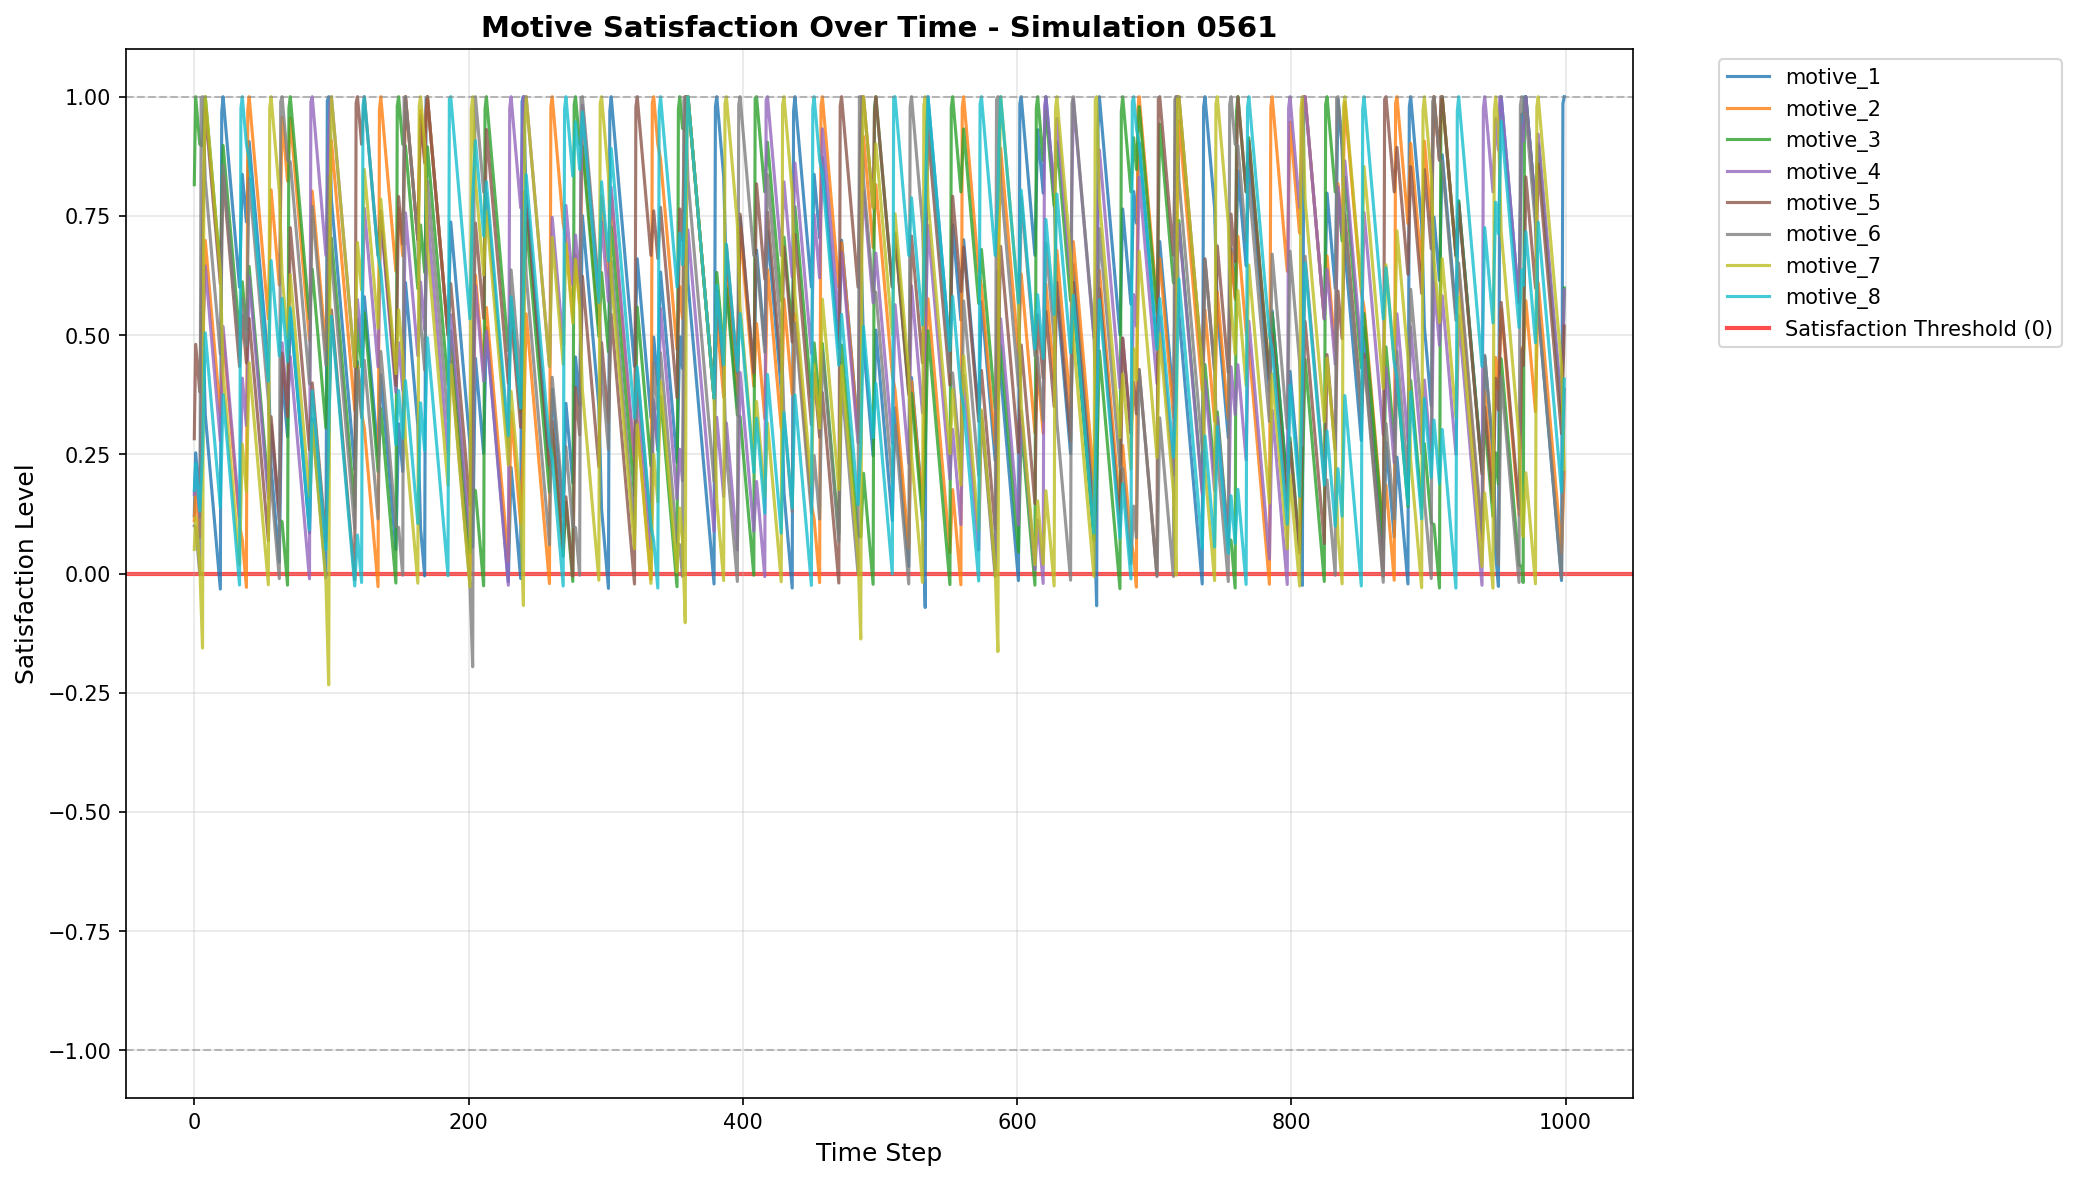 Motive Satisfaction Over Time - Simulation 0561
Satisfaction Level
1.00
0.75
0.50
0.25
0.00
−0.25
−0.50
−0.75
−1.00
0
200
400
600
800
1000
Time Step
motive_1
motive_2
motive_3
motive_4
motive_5
motive_6
motive_7
motive_8
Satisfaction Threshold (0)